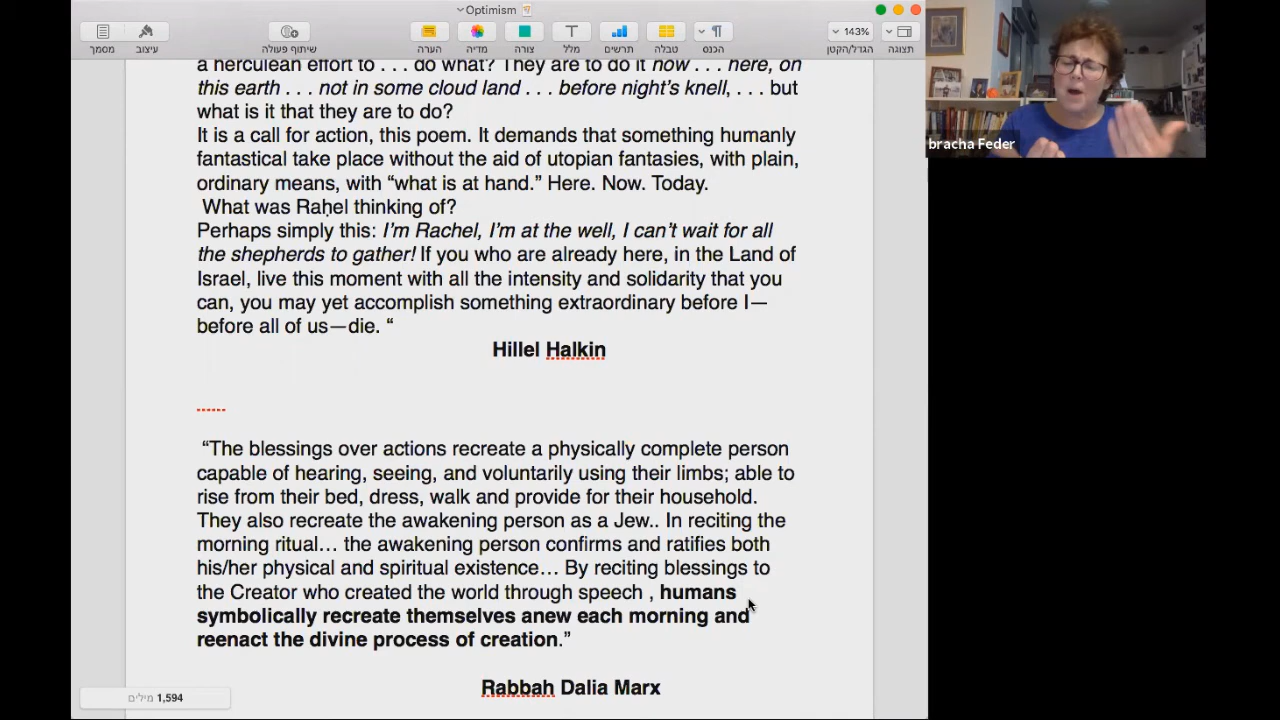 Optimism
מסמך
עיצוב
שיתוף פעולה
הערה
מדיה
צורה
מלל
תרשים
טבלה
הכנס
143%
הגדל/הקטן
תצוגה
a herculean effort to . . . do what? They are to do it now . . . here, on
this earth . . . not in some cloud land . . . before night's knell, . . . but
what is it that they are to do?
It is a call for action, this poem. It demands that something humanly
fantastical take place without the aid of utopian fantasies, with plain,
ordinary means, with “what is at hand.” Here. Now. Today.
What was Raḥel thinking of?
Perhaps simply this: I'm Rachel, I'm at the well, I can't wait for all
the shepherds to gather! If you who are already here, in the Land of
Israel, live this moment with all the intensity and solidarity that you
can, you may yet accomplish something extraordinary before I—
before all of us—die. “
Hillel Halkin
“The blessings over actions recreate a physically complete person
capable of hearing, seeing, and voluntarily using their limbs; able to
rise from their bed, dress, walk and provide for their household.
They also recreate the awakening person as a Jew.. In reciting the
morning ritual… the awakening person confirms and ratifies both
his/her physical and spiritual existence… By reciting blessings to
the Creator who created the world through speech , humans
symbolically recreate themselves anew each morning and
reenact the divine process of creation.”
Rabbah Dalia Marx
1,594 מילים
bracha Feder